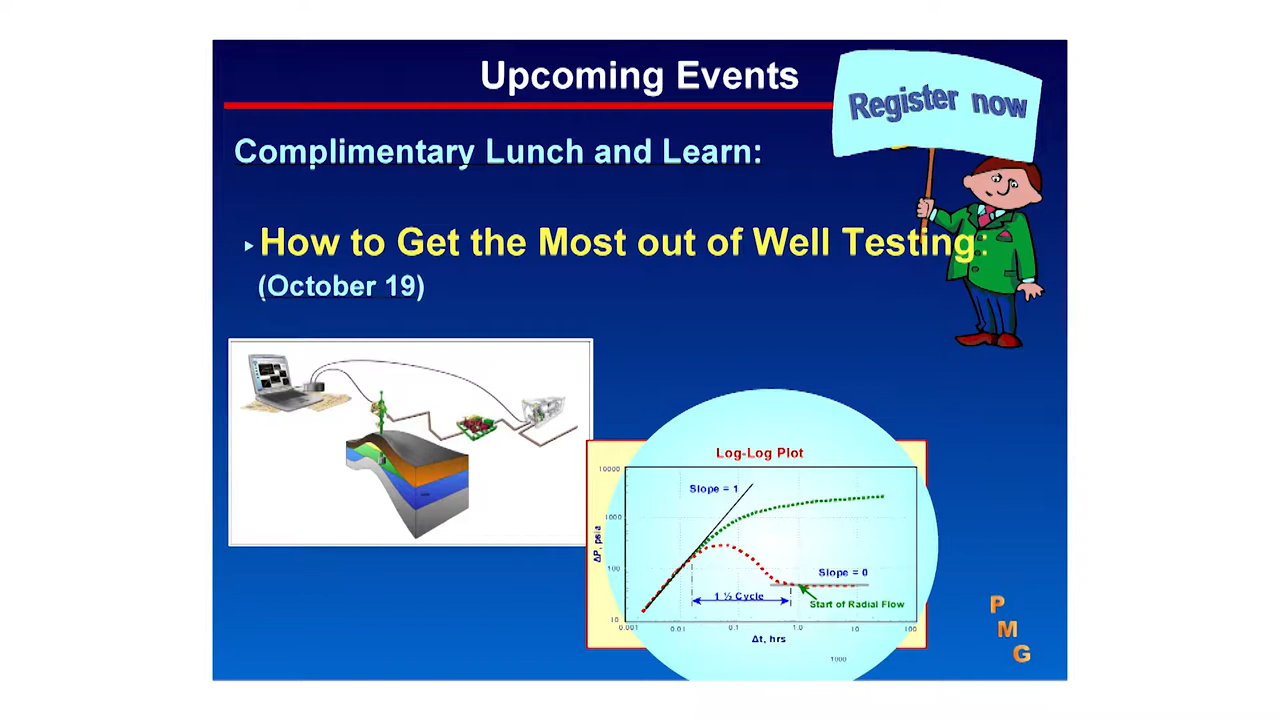 Upcoming Events
Register now
Complimentary Lunch and Learn:
How to Get the Most out of Well Testing:
(October 19)
Log-Log Plot
10000
Slope = 1
1000
ΔP, psia
100
Slope = 0
1 ½ Cycle
Start of Radial Flow
10
0.001 0.01 0.1 1.0 10 100
Δt, hrs
1000
P
M
G